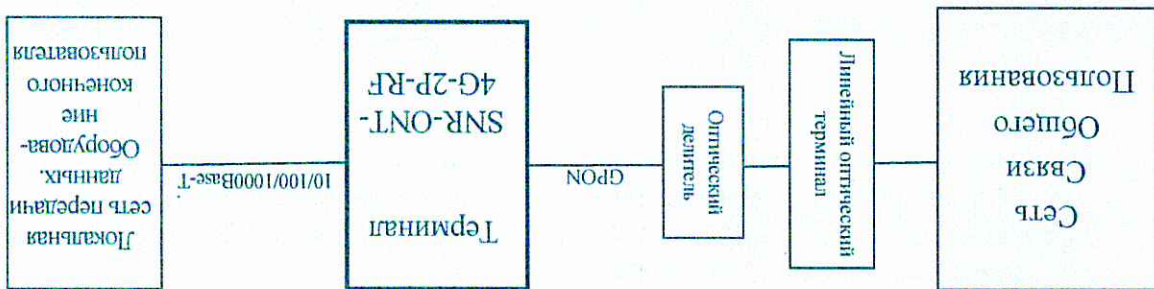 Сеть
Связи
Общего
Пользования
Линейный оптический
терминал
Оптический
делитель
GPON
Терминал
SNR-ONT-
4G-2P-RF
10/100/1000Base-T
Локальная
сеть передачи
данных.
Оборудова-
ние
конечного
пользователя